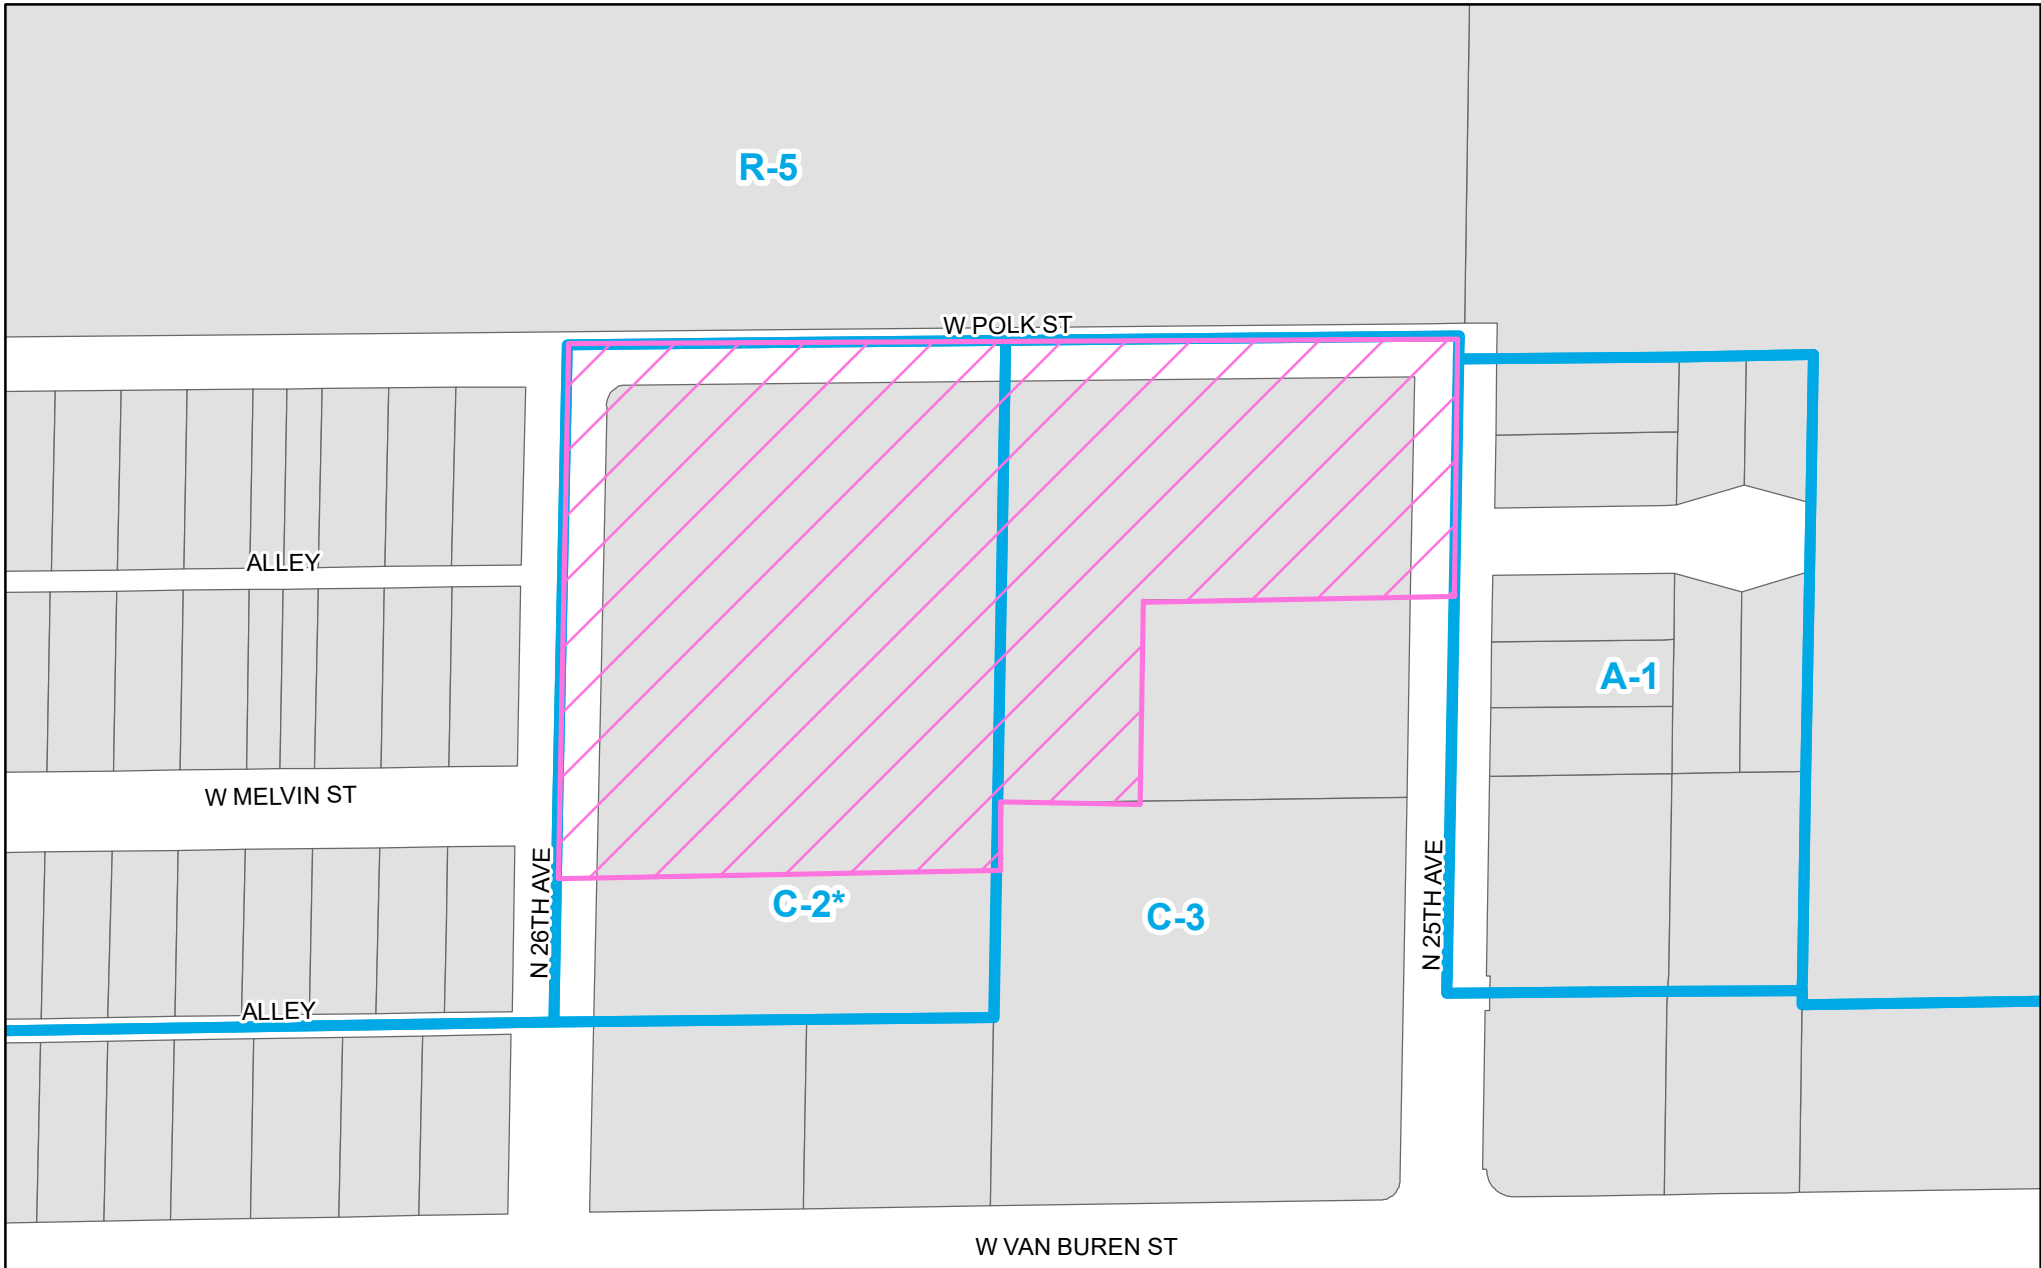 R-5
W POLK ST
ALLEY
A-1
W MELVIN ST
N 26TH AVE
C-2*
C-3
N 25TH AVE
ALLEY
W VAN BUREN ST